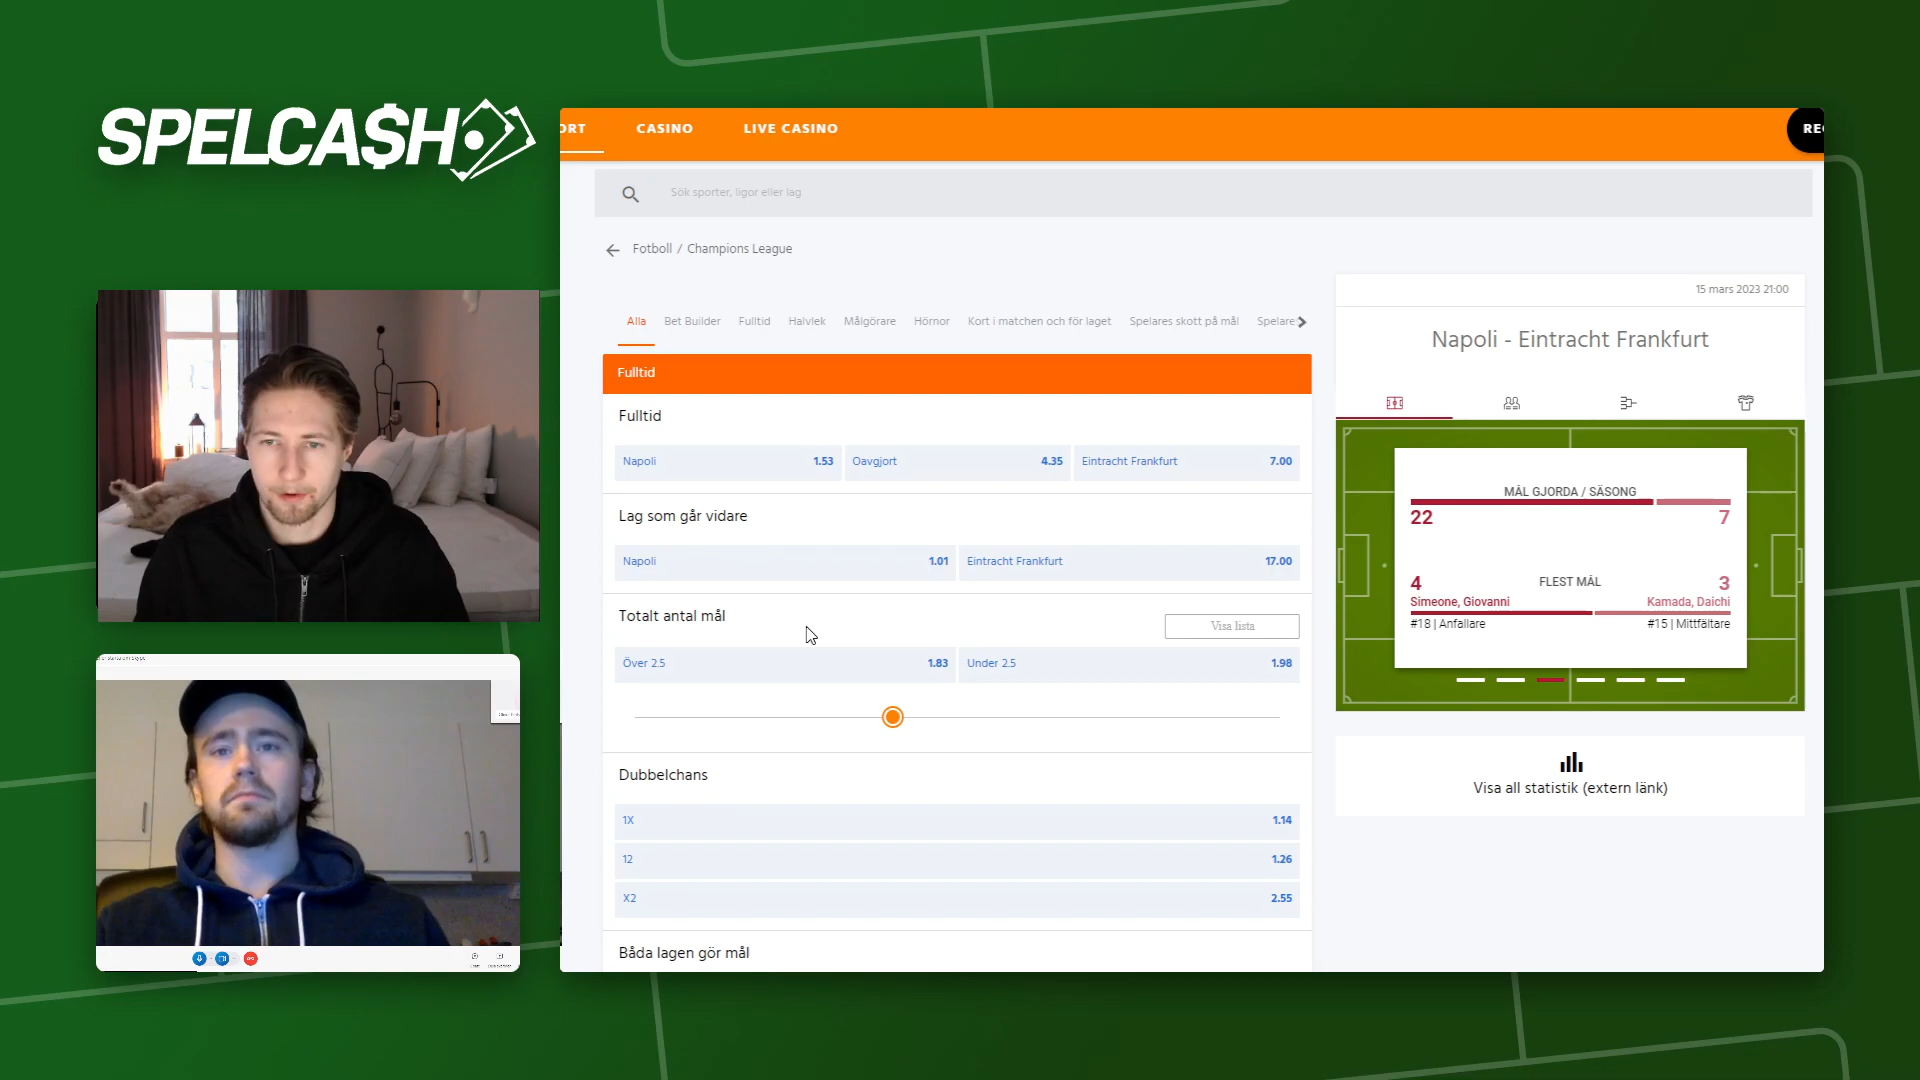 SPELCA$H
ORT CASINO LIVE CASINO RE
Sök sporter, ligor eller lag
Fotboll / Champions League
Alla Bet Builder Fulltid Halvlek Målgörare Hörnor Kort i matchen och för laget Spelares skott på mål Spelare
Fulltid
Fulltid
Napoli 1.53 Oavgjort 4.35 Eintracht Frankfurt 7.00
Lag som går vidare
Napoli 1.01 Eintracht Frankfurt 17.00
Totalt antal mål
Visa lista
Över 2.5 1.83 Under 2.5 1.98
Dubbelchans
1X 1.14
12 1.26
X2 2.55
Båda lagen gör mål
15 mars 2023 21:00
Napoli - Eintracht Frankfurt
MÅL GJORDA / SÄSONG
22 7
4 FLEST MÅL 3
Simeone, Giovanni Kamada, Daichi
#18 | Anfallare #15 | Mittfältare
Visa all statistik (extern länk)